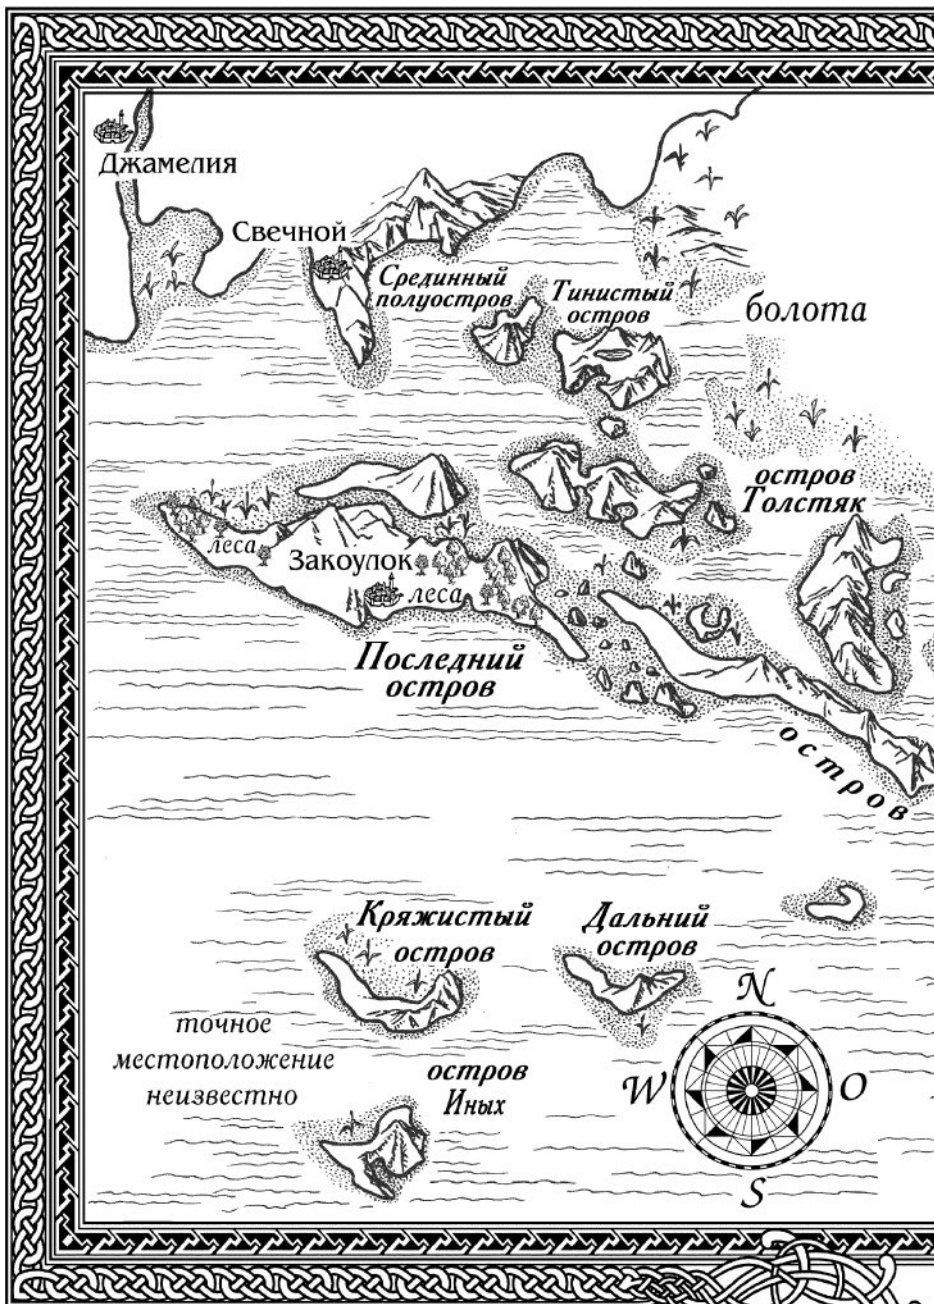 Джамелия
Свечной
Срединный
полуостров
Тинистый
остров
болота
остров
Толстяк
леса
Закоулок
леса
Последний
остров
остров
Кряжистый
остров
Дальний
остров
точное
местоположение
неизвестно
остров
Иных
N
W
O
S